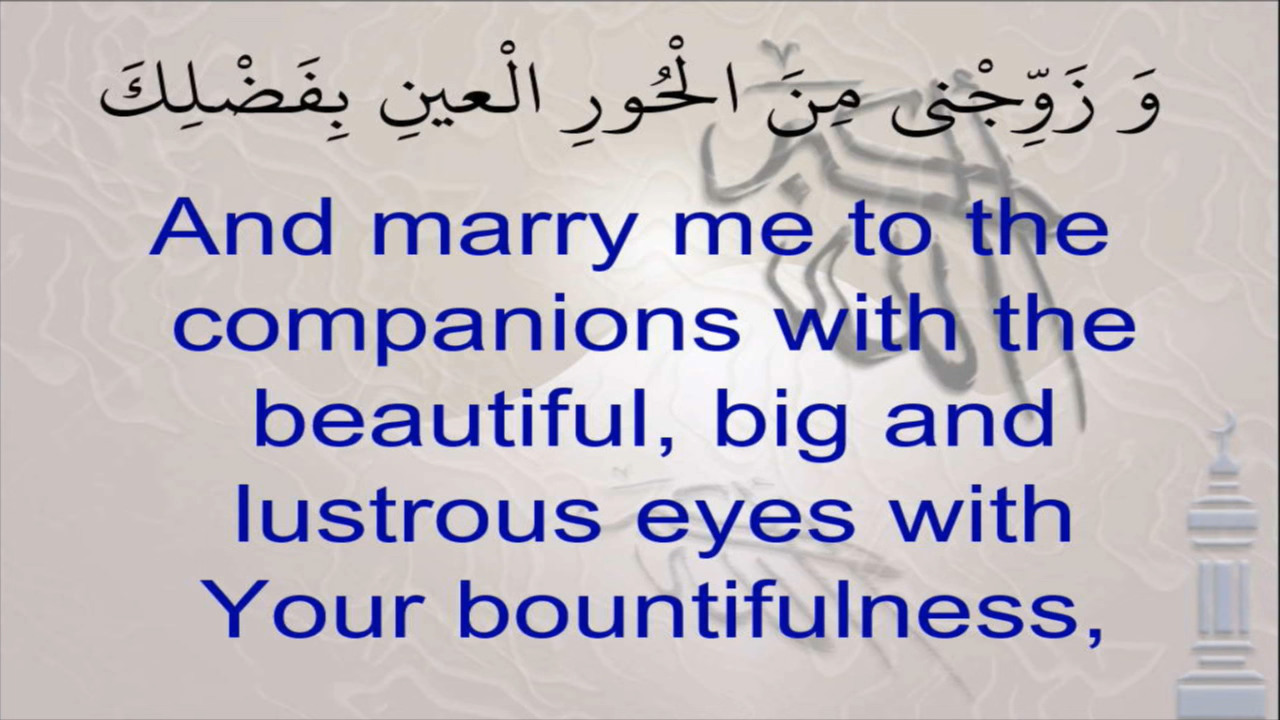 وَ زَوِّجْنى مِنَ الْحُورِ الْعينِ بِفَضْلِكَ
And marry me to the
companions with the
beautiful, big and
lustrous eyes with
Your bountifulness,